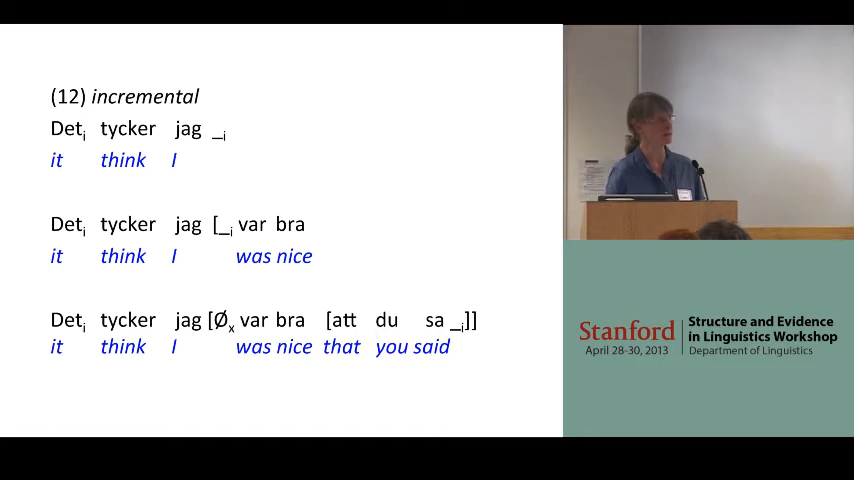 (12) incremental
Detᵢ tycker jag _ᵢ
it think I
Detᵢ tycker jag [_ᵢ var bra
it think I was nice
Detᵢ tycker jag [Øₓ var bra [att du sa _ᵢ]]
it think I was nice that you said
Stanford
April 28-30, 2013
Structure and Evidence
in Linguistics Workshop
Department of Linguistics